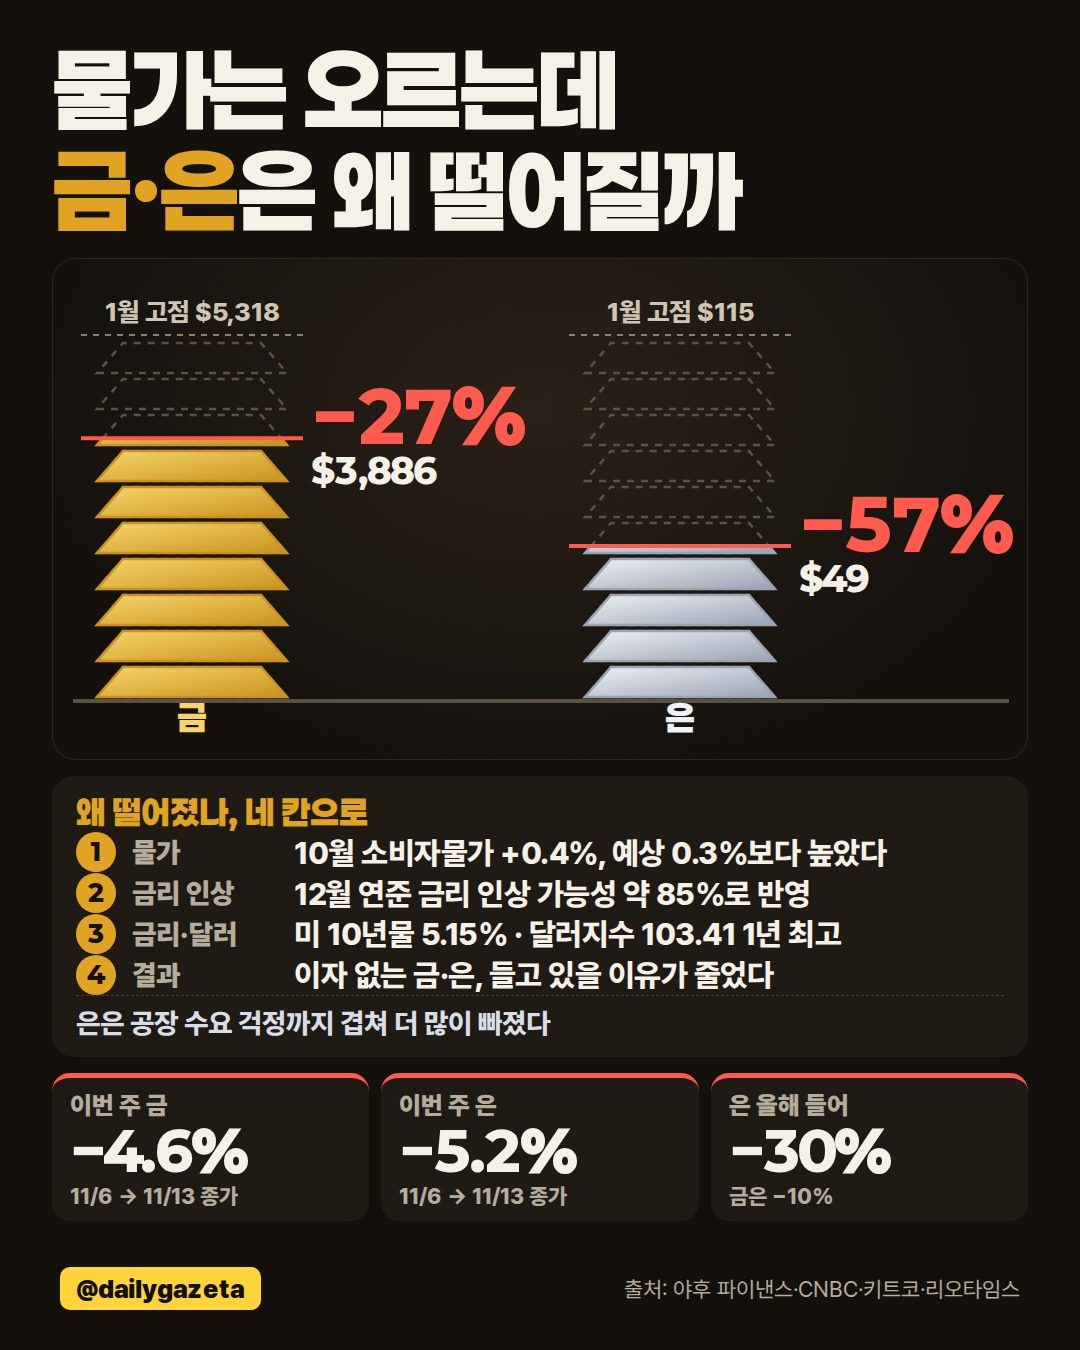 물가는 오르는데
금·은은 왜 떨어질까
1월 고점 $5,318
−27%
$3,886
금
1월 고점 $115
−57%
$49
은
왜 떨어졌나, 네 칸으로
1 물가 10월 소비자물가 +0.4%, 예상 0.3%보다 높았다
2 금리 인상 12월 연준 금리 인상 가능성 약 85%로 반영
3 금리·달러 미 10년물 5.15% · 달러지수 103.41 1년 최고
4 결과 이자 없는 금·은, 들고 있을 이유가 줄었다
은은 공장 수요 걱정까지 겹쳐 더 많이 빠졌다
이번 주 금
−4.6%
11/6 → 11/13 종가
이번 주 은
−5.2%
11/6 → 11/13 종가
은 올해 들어
−30%
금은 −10%
@dailygazeta
출처: 야후 파이낸스·CNBC·키트코·리오타임스